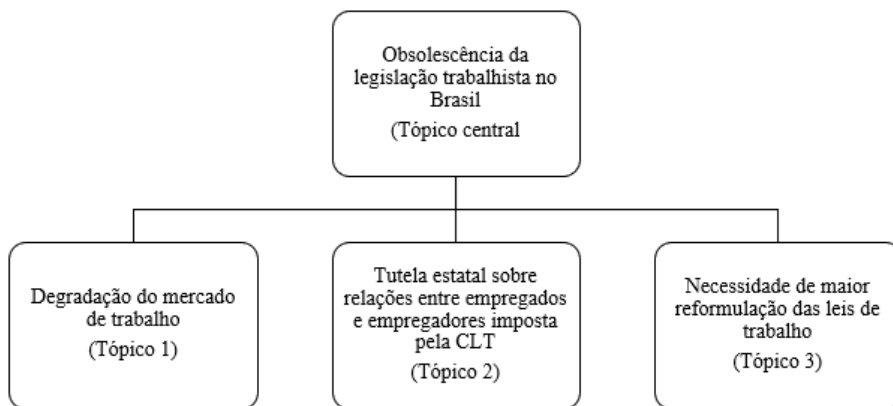 Obsolescência da
legislação trabalhista no
Brasil
(Tópico central
Degradação do mercado
de trabalho
(Tópico 1)
Tutela estatal sobre
relações entre empregados
e empregadores imposta
pela CLT
(Tópico 2)
Necessidade de maior
reformulação das leis de
trabalho
(Tópico 3)